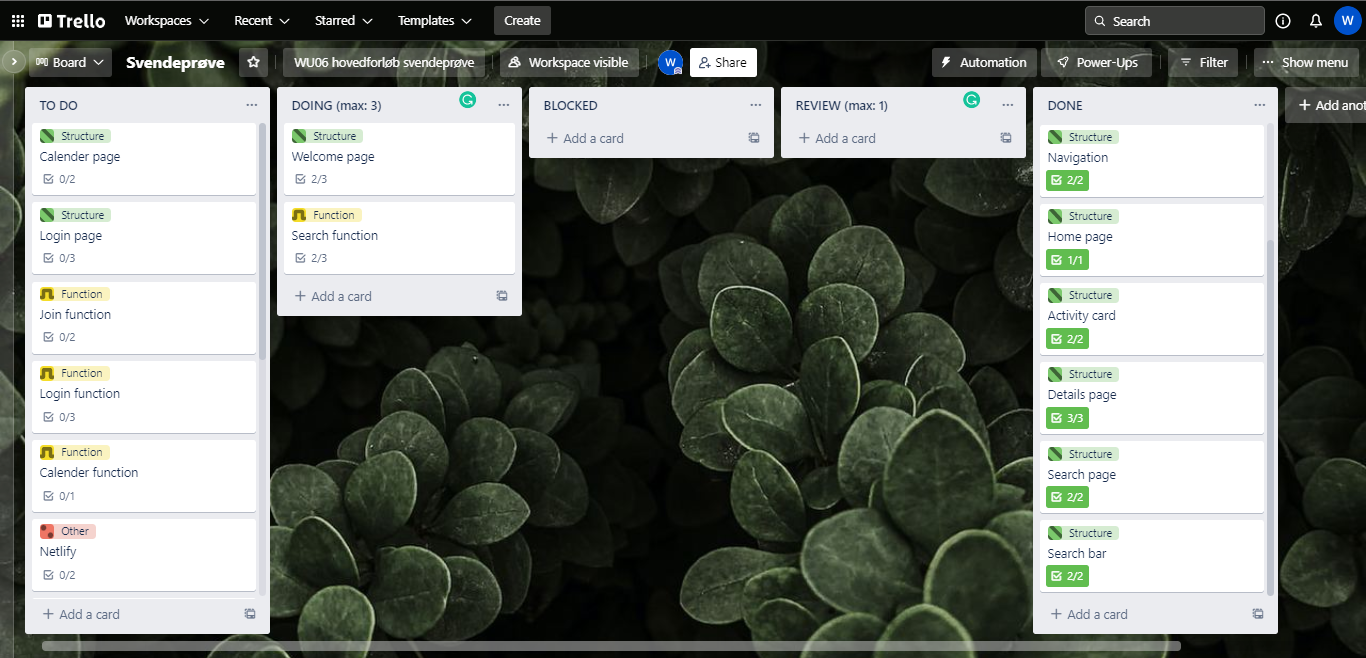 Trello
Workspaces
Recent
Starred
Templates
Create
Search
W
Board
Svendeprøve
WU06 hovedforløb svendeprøve
Workspace visible
W
Share
Automation
Power-Ups
Filter
Show menu
TO DO
Structure
Calender page
0/2
Structure
Login page
0/3
Function
Join function
0/2
Function
Login function
0/3
Function
Calender function
0/1
Other
Netlify
0/2
Add a card
DOING (max: 3)
Structure
Welcome page
2/3
Function
Search function
2/3
Add a card
BLOCKED
Add a card
REVIEW (max: 1)
Add a card
DONE
Structure
Navigation
2/2
Structure
Home page
1/1
Structure
Activity card
2/2
Structure
Details page
3/3
Structure
Search page
2/2
Structure
Search bar
2/2
Add a card
Add anot